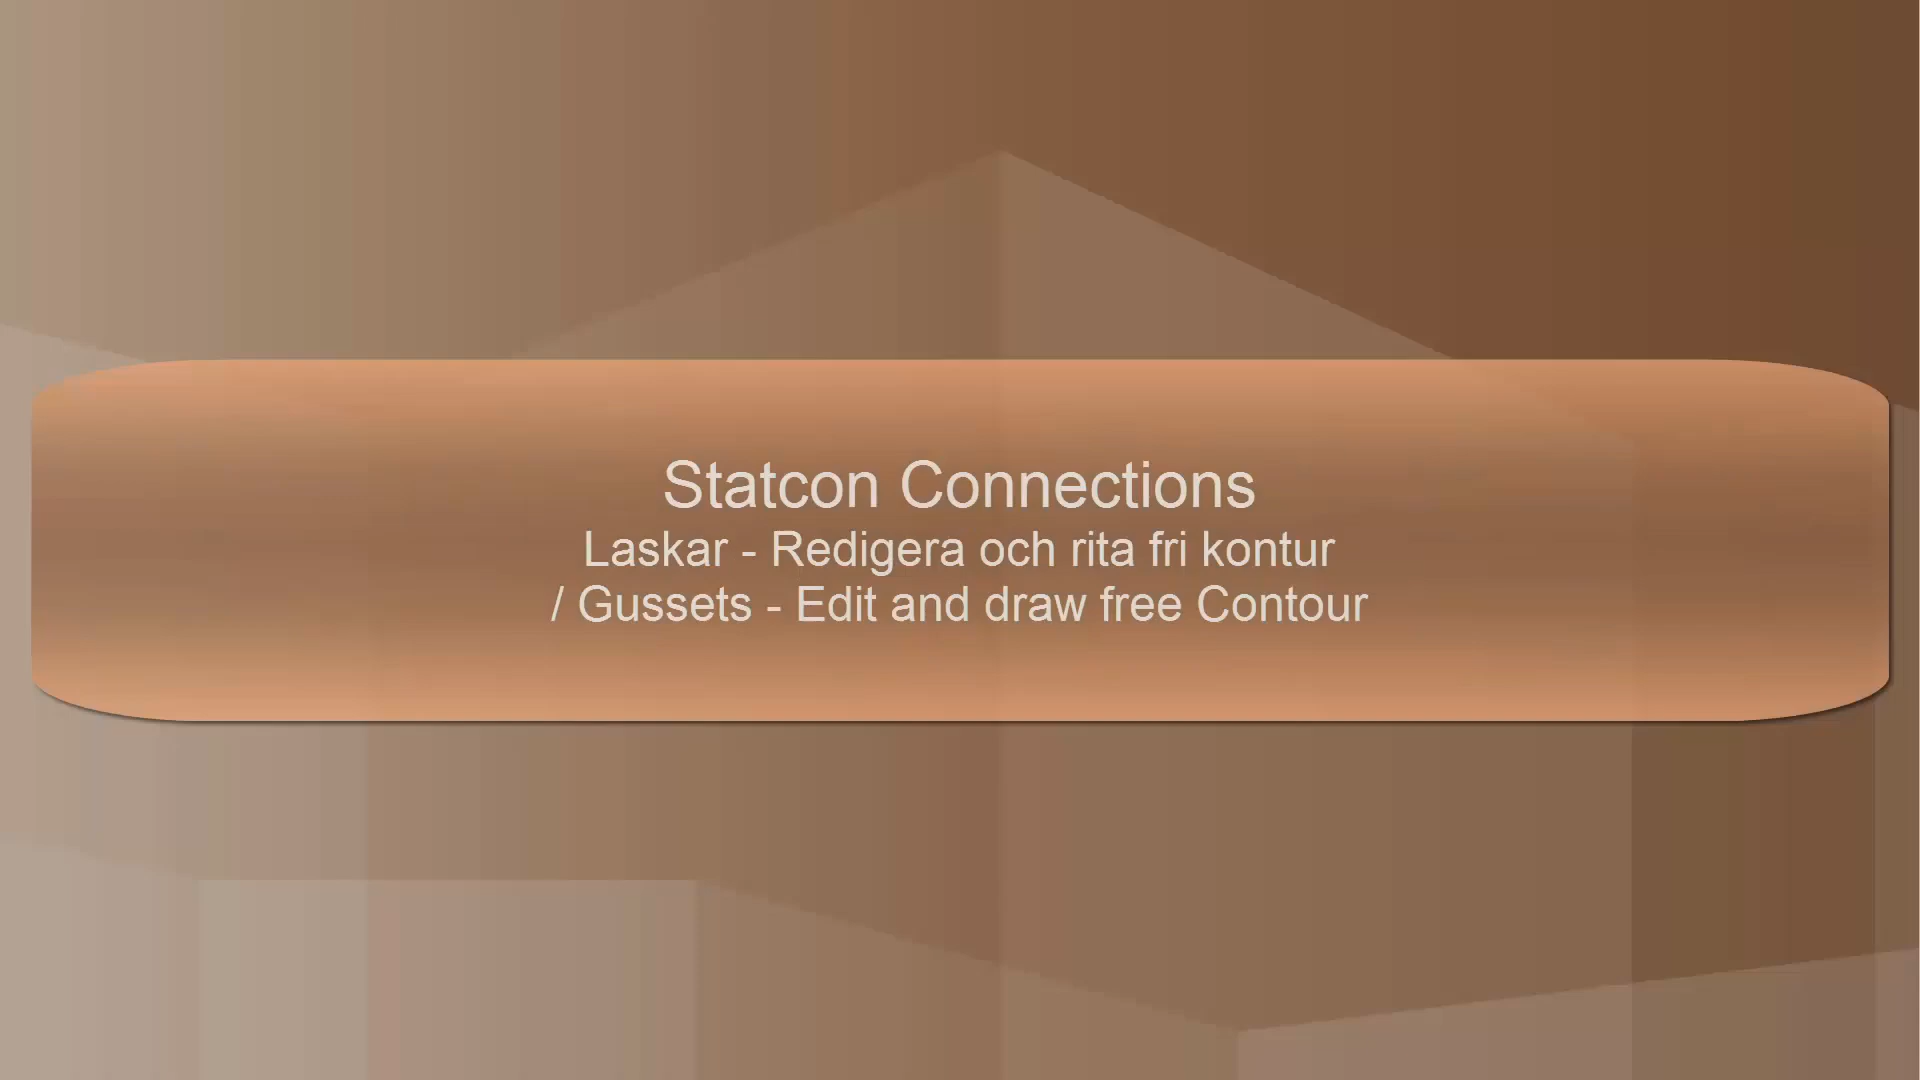 Statcon Connections
Laskar - Redigera och rita fri kontur
/ Gussets - Edit and draw free Contour